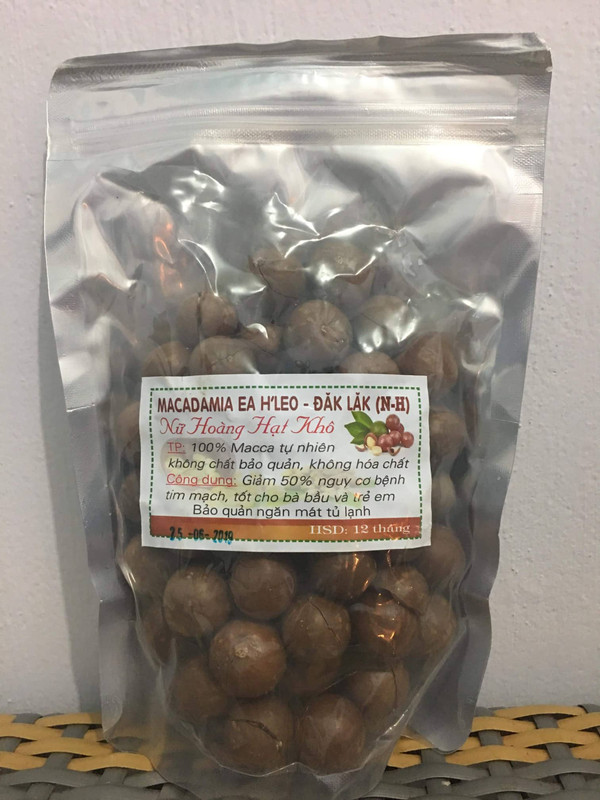 MACADAMIA EA H'LEO - ĐĂK LĂK (N-H)
Nữ Hoàng Hạt Khô
TP: 100% Macca tự nhiên
không chất bảo quản, không hóa chất
Công dụng: Giảm 50% nguy cơ bệnh
tim mạch, tốt cho bà bầu và trẻ em
Bảo quản ngăn mát tủ lạnh
HSD: 12 tháng
25 -06- 2019